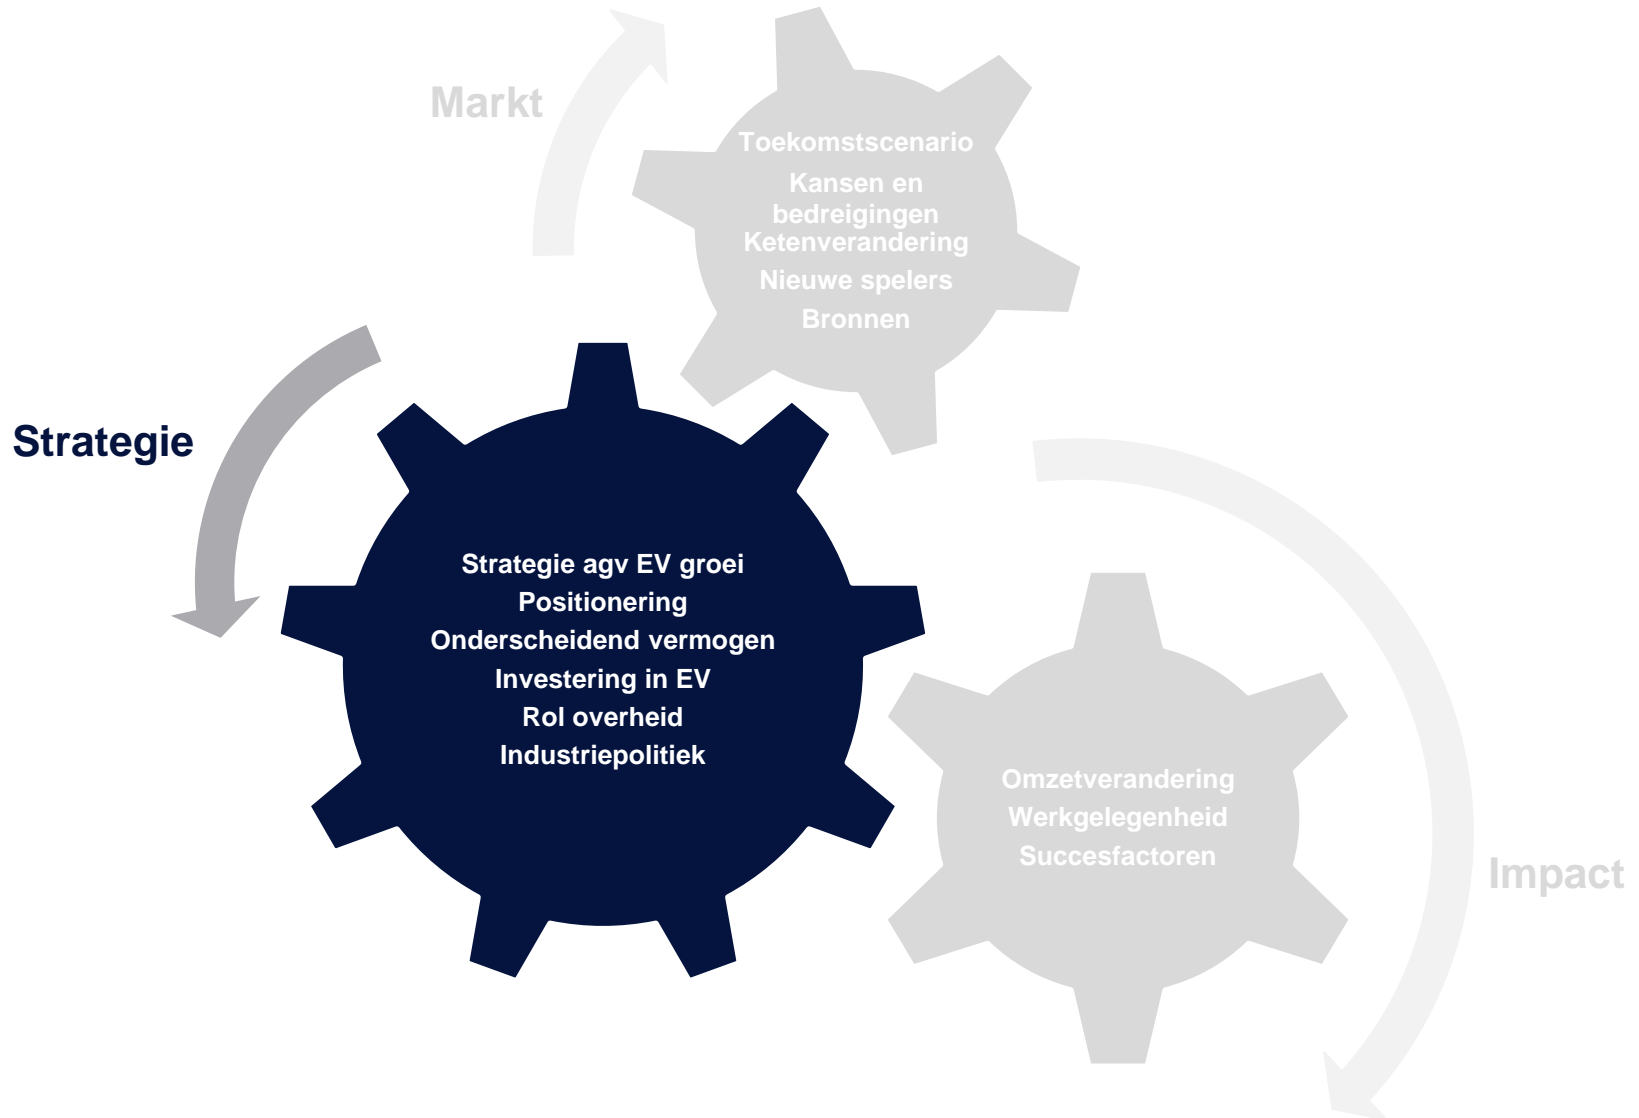 Markt
Toekomstscenario
Kansen en
bedreigingen
Ketenverandering
Nieuwe spelers
Bronnen
Strategie
Strategie agv EV groei
Positionering
Onderscheidend vermogen
Investering in EV
Rol overheid
Industriepolitiek
Omzetverandering
Werkgelegenheid
Succesfactoren
Impact